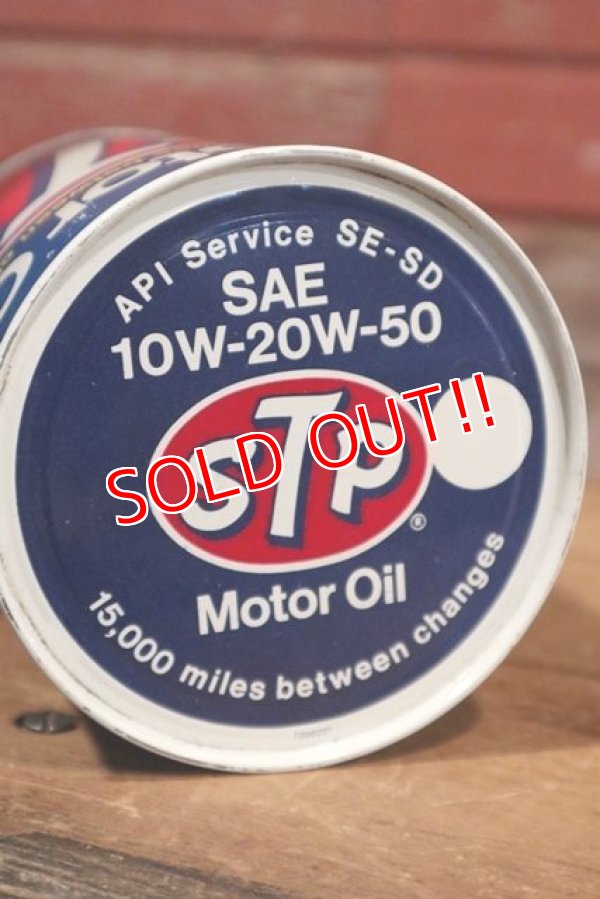 API Service SE-SD
SAE
10W-20W-50
STP
®
SOLD OUT!!
Motor Oil
15,000 miles between changes